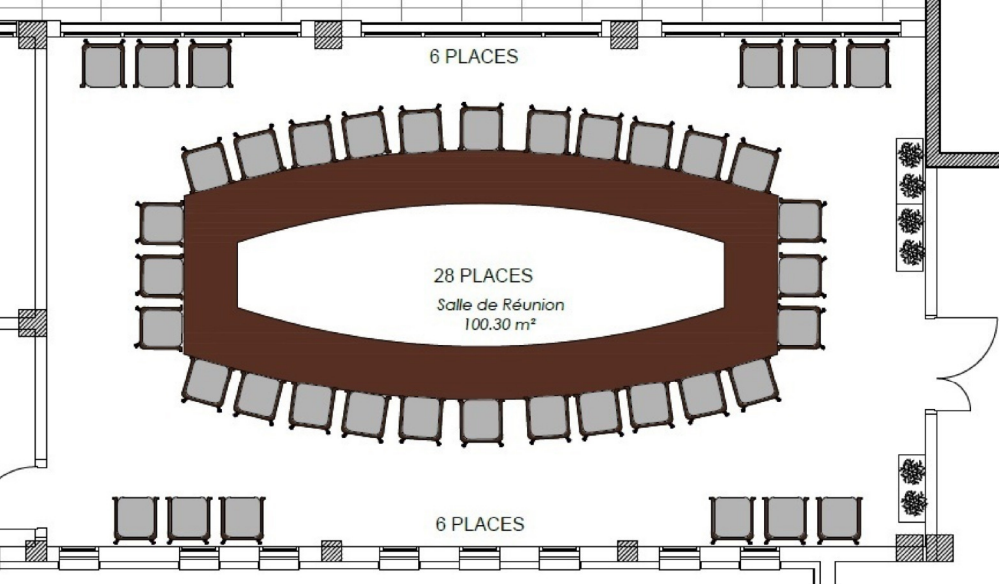 6 PLACES
28 PLACES
Salle de Réunion
100.30 m²
6 PLACES